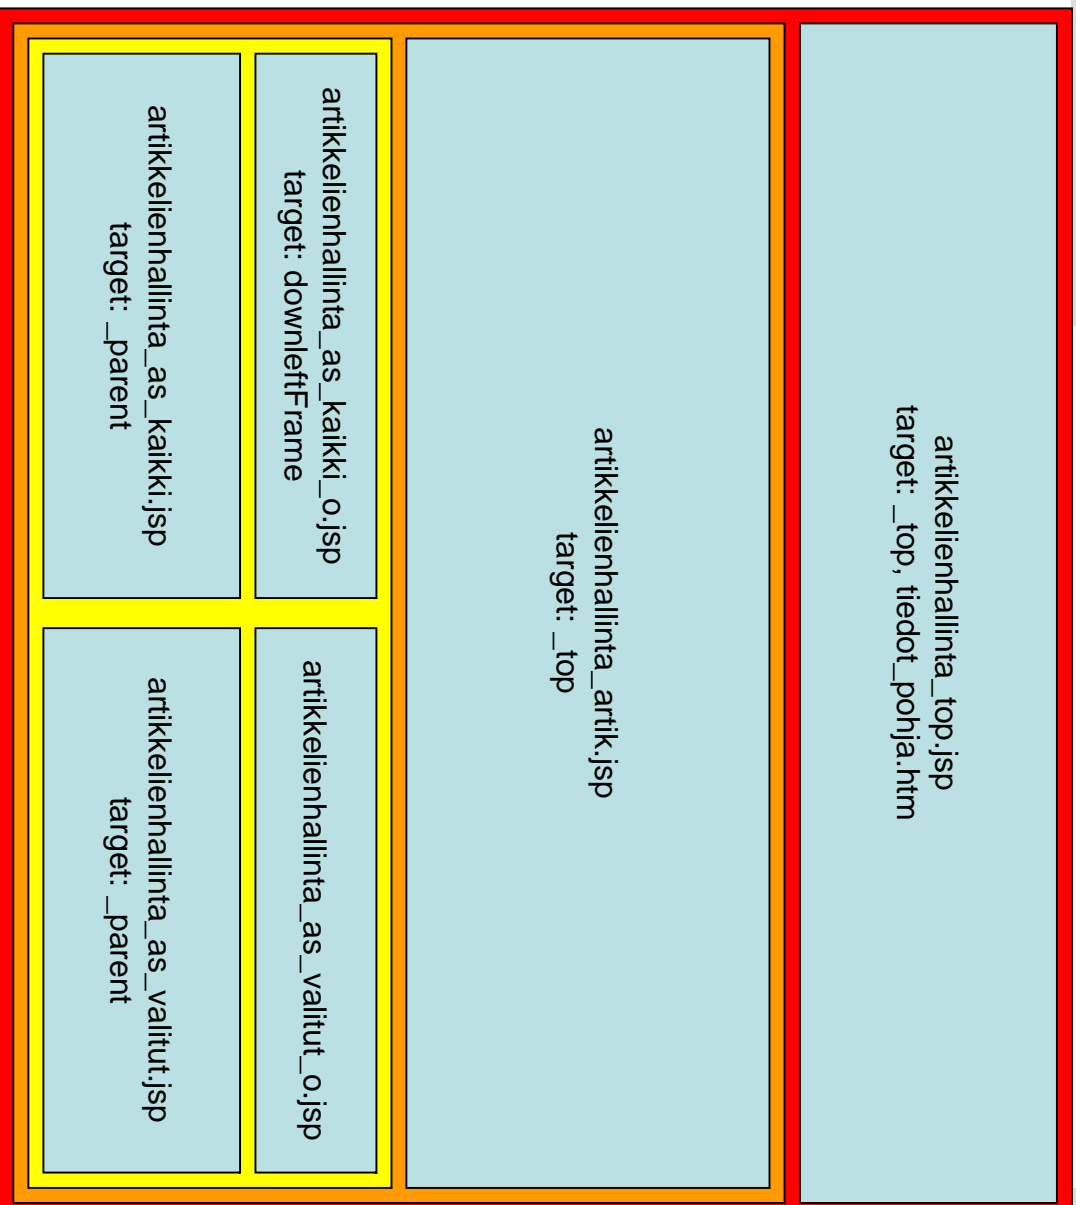 artikkelienhallinta_top.jsp
target: _top, tiedot_pohja.htm
artikkelienhallinta_artik.jsp
target: _top
artikkelienhallinta_as_kaikki_o.jsp
target: downleftFrame
artikkelienhallinta_as_valitut_o.jsp
artikkelienhallinta_as_kaikki.jsp
target: _parent
artikkelienhallinta_as_valitut.jsp
target: _parent